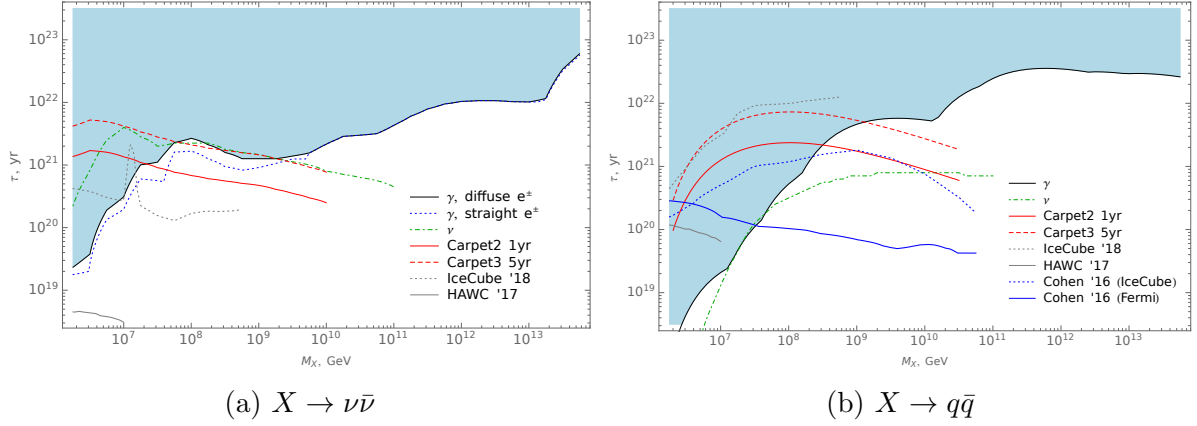 10^23
10^22
10^21
10^20
10^19
τ, yr
γ, diffuse e^±
γ, straight e^±
ν
Carpet2 1yr
Carpet3 5yr
IceCube '18
HAWC '17
10^7 10^8 10^9 10^10 10^11 10^12 10^13
M_X, GeV
(a) X → νν̄
10^23
10^22
10^21
10^20
10^19
τ, yr
γ
ν
Carpet2 1yr
Carpet3 5yr
IceCube '18
HAWC '17
Cohen '16 (IceCube)
Cohen '16 (Fermi)
10^7 10^8 10^9 10^10 10^11 10^12 10^13
M_X, GeV
(b) X → qq̄